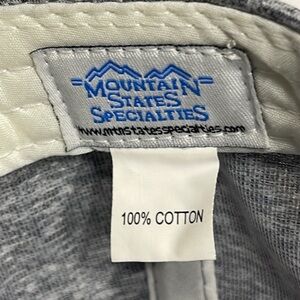 MOUNTAIN
STATES
SPECIALTIES
www.mtnstatesspecialties.com
100% COTTON